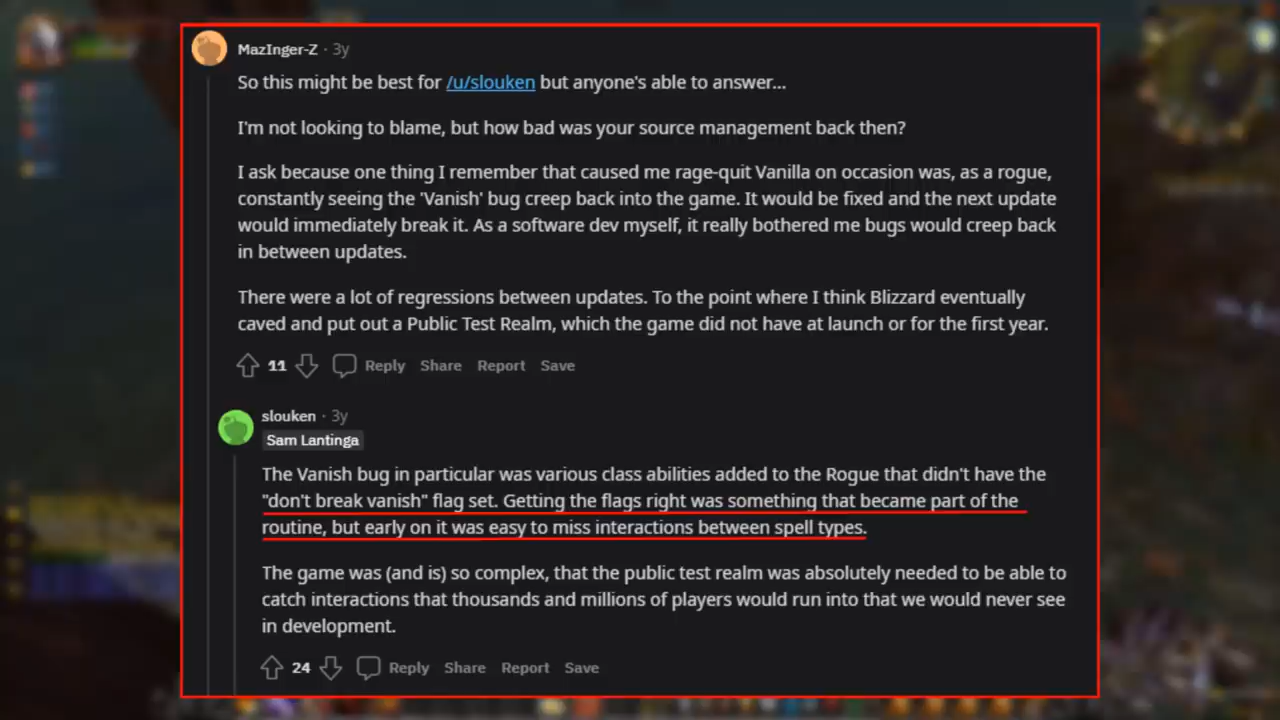 MazInger-Z · 3y
So this might be best for /u/slouken but anyone's able to answer...
I'm not looking to blame, but how bad was your source management back then?
I ask because one thing I remember that caused me rage-quit Vanilla on occasion was, as a rogue,
constantly seeing the 'Vanish' bug creep back into the game. It would be fixed and the next update
would immediately break it. As a software dev myself, it really bothered me bugs would creep back
in between updates.
There were a lot of regressions between updates. To the point where I think Blizzard eventually
caved and put out a Public Test Realm, which the game did not have at launch or for the first year.
11 Reply Share Report Save
slouken · 3y
Sam Lantinga
The Vanish bug in particular was various class abilities added to the Rogue that didn't have the
"don't break vanish" flag set. Getting the flags right was something that became part of the
routine, but early on it was easy to miss interactions between spell types.
The game was (and is) so complex, that the public test realm was absolutely needed to be able to
catch interactions that thousands and millions of players would run into that we would never see
in development.
24 Reply Share Report Save